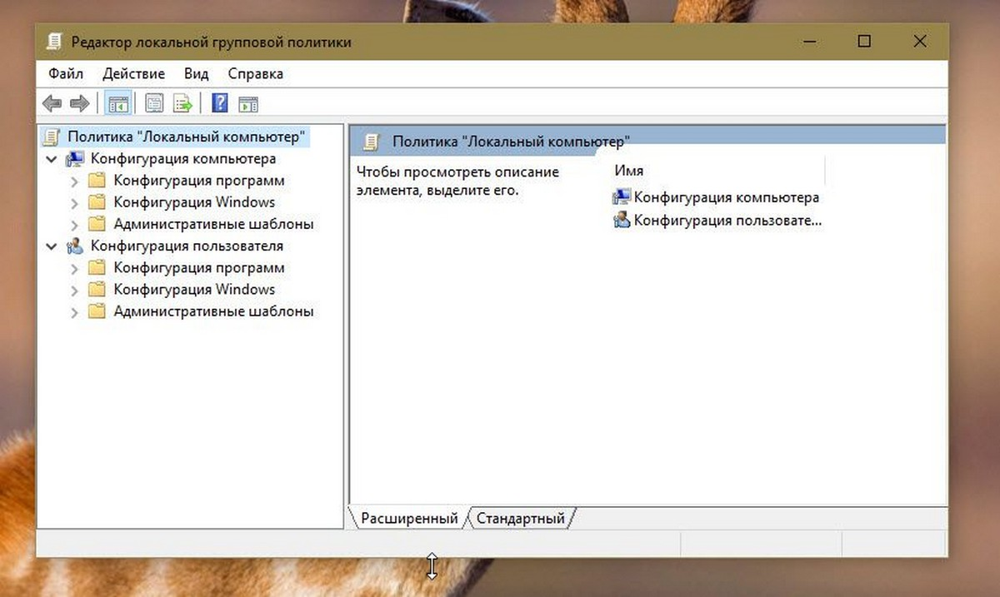 Редактор локальной групповой политики
Файл Действие Вид Справка
Политика "Локальный компьютер"
Конфигурация компьютера
Конфигурация программ
Конфигурация Windows
Административные шаблоны
Конфигурация пользователя
Конфигурация программ
Конфигурация Windows
Административные шаблоны
Политика "Локальный компьютер"
Чтобы просмотреть описание
элемента, выделите его.
Имя
Конфигурация компьютера
Конфигурация пользовате...
Расширенный Стандартный